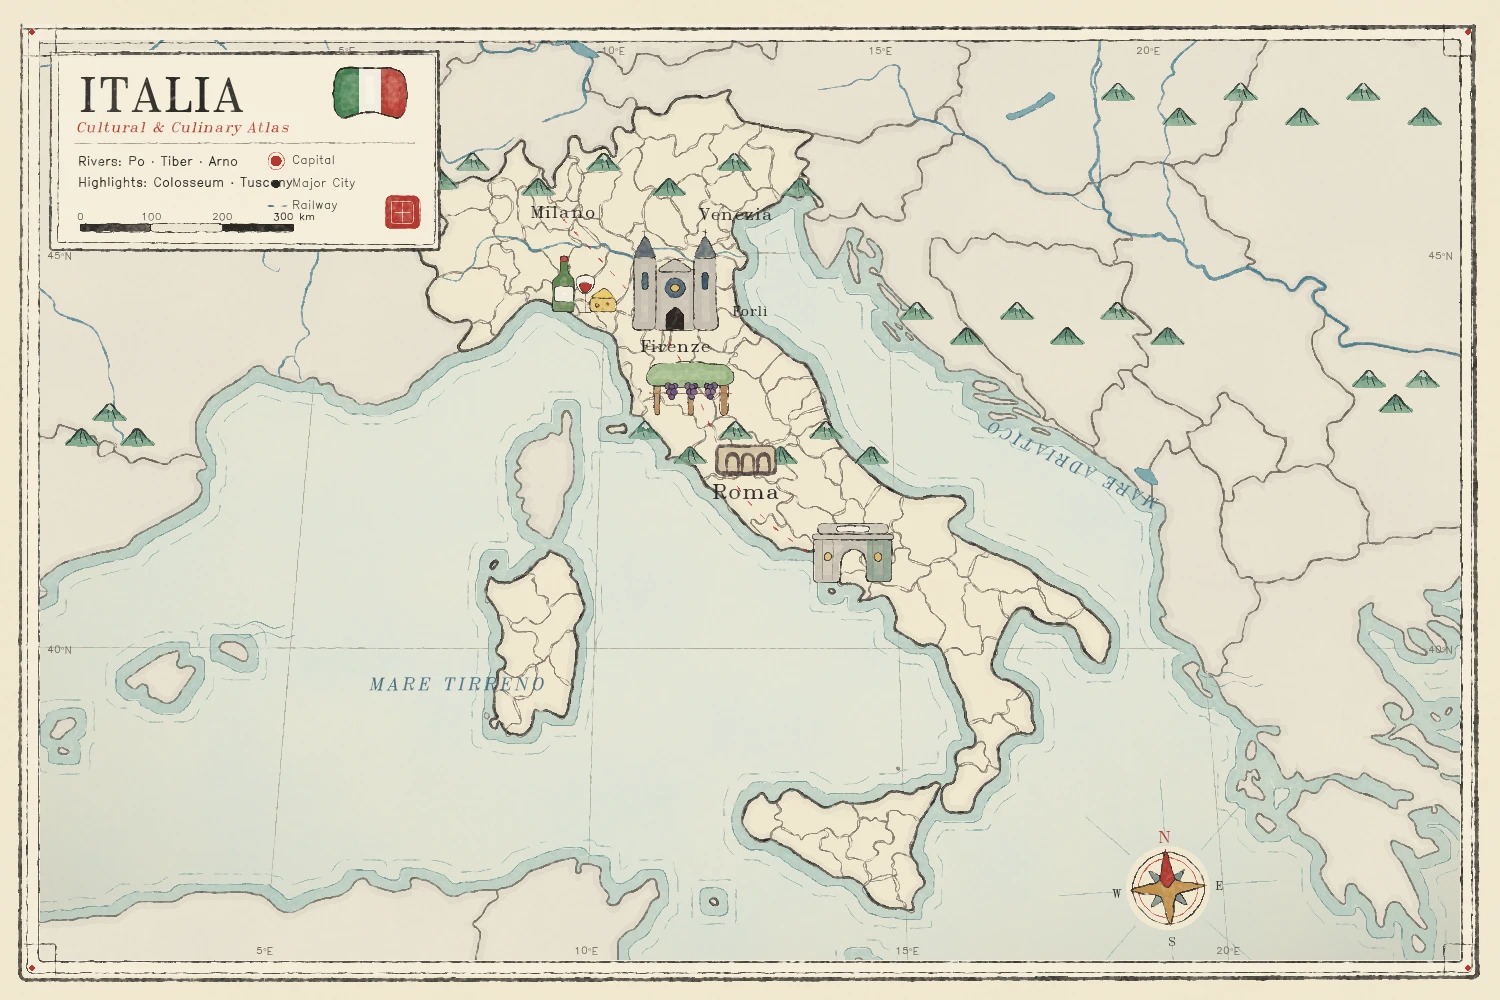 5°E
10°E
15°E
20°E
ITALIA
Cultural & Culinary Atlas
Rivers: Po · Tiber · Arno
Capital
Highlights: Colosseum · Tuscany
Major City
Railway
0 100 200 300 km
45°N
45°N
Milano
Venezia
Forlì
Firenze
MARE ADRIATICO
Roma
40°N
40°N
MARE TIRRENO
N
W
E
S
5°E
10°E
15°E
20°E